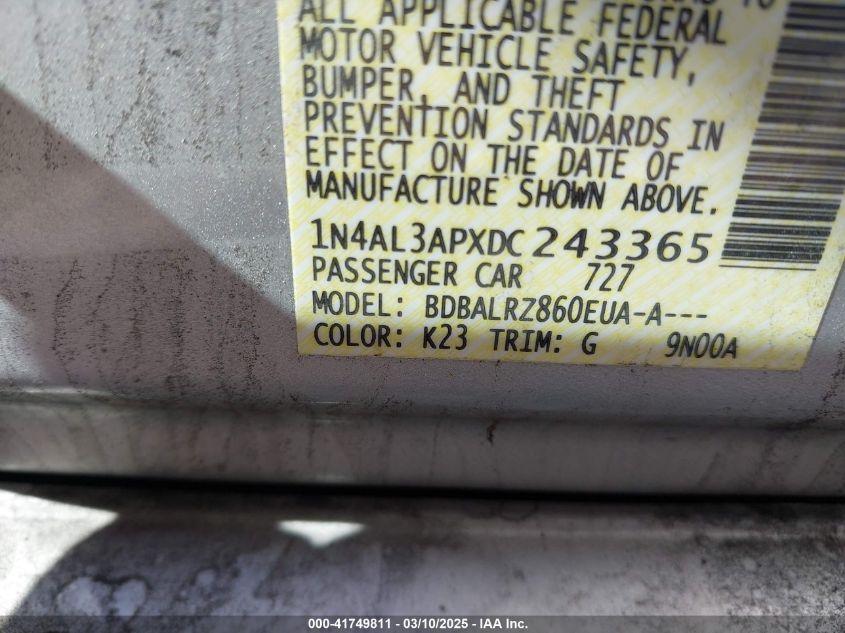 ALL APPLICABLE FEDERAL
MOTOR VEHICLE SAFETY,
BUMPER, AND THEFT
PREVENTION STANDARDS IN
EFFECT ON THE DATE OF
MANUFACTURE SHOWN ABOVE.
1N4AL3APXDC243365
PASSENGER CAR 727
MODEL: BDBALRZ860EUA-A---
COLOR: K23 TRIM: G 9N00A
000-41749811 - 03/10/2025 - IAA Inc.